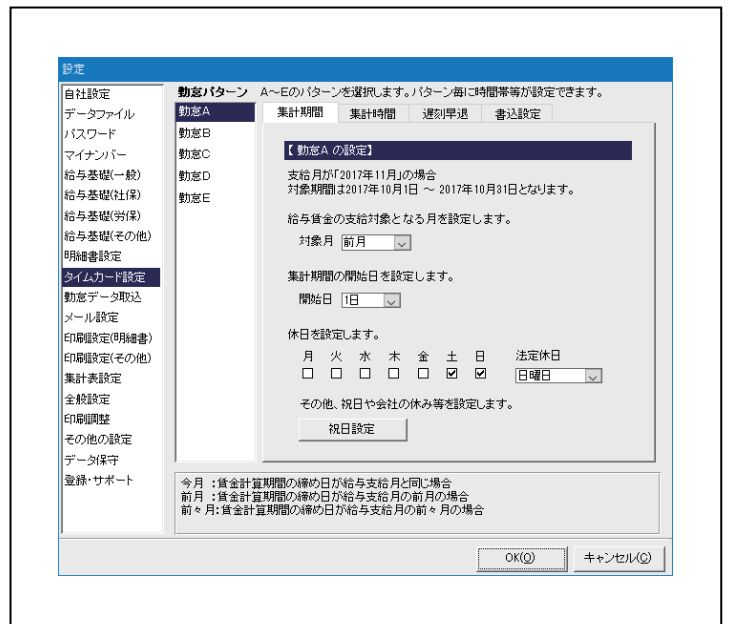 設定
自社設定
データファイル
パスワード
マイナンバー
給与基礎(一般)
給与基礎(社保)
給与基礎(労保)
給与基礎(その他)
明細書設定
タイムカード設定
勤怠データ取込
メール設定
印刷設定(明細書)
印刷設定(その他)
集計表設定
全般設定
印刷調整
その他の設定
データ保守
登録・サポート
勤怠パターン A～Eのパターンを選択します。パターン毎に時間帯等が設定できます。
勤怠A
勤怠B
勤怠C
勤怠D
勤怠E
集計期間 集計時間 遅刻早退 書込設定
【 勤怠A の設定】
支給月が「2017年11月」の場合
対象期間は2017年10月1日 ～ 2017年10月31日となります。
給与賃金の支給対象となる月を設定します。
対象月 前月
集計期間の開始日を設定します。
開始日 1日
休日を設定します。
月 火 水 木 金 土 日 法定休日
日曜日
その他、祝日や会社の休み等を設定します。
祝日設定
今月 :賃金計算期間の締め日が給与支給月と同じ場合
前月 :賃金計算期間の締め日が給与支給月の前月の場合
前々月:賃金計算期間の締め日が給与支給月の前々月の場合
OK(O) キャンセル(C)